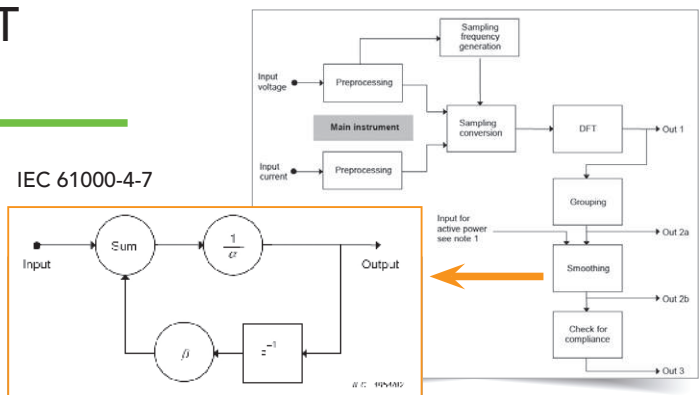 T
IEC 61000-4-7
Sampling
frequency
generation
Input
voltage
Preprocessing
Main instrument
Sampling
conversion
DFT
Out 1
Input
current
Preprocessing
Grouping
Input for
active power
see note 1
Out 2a
Smoothing
Out 2b
Check for
compliance
Out 3
Input
Sum
1
α
Output
β
z⁻¹